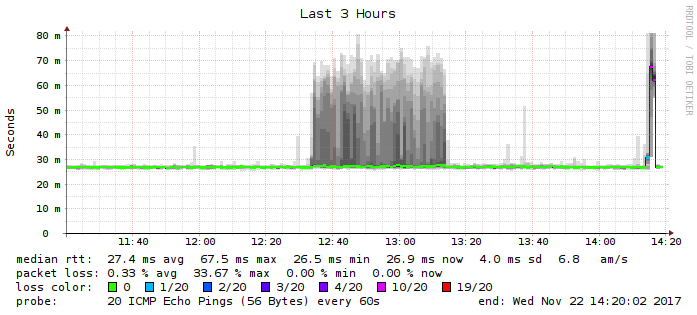 Last 3 Hours
RRDTOOL / TOBI OETIKER
Seconds
80 m
70 m
60 m
50 m
40 m
30 m
20 m
10 m
0
11:40 12:00 12:20 12:40 13:00 13:20 13:40 14:00 14:20
median rtt: 27.4 ms avg 67.5 ms max 26.5 ms min 26.9 ms now 4.0 ms sd 6.8 am/s
packet loss: 0.33 % avg 33.67 % max 0.00 % min 0.00 % now
loss color: 0 1/20 2/20 3/20 4/20 10/20 19/20
probe: 20 ICMP Echo Pings (56 Bytes) every 60s end: Wed Nov 22 14:20:02 2017